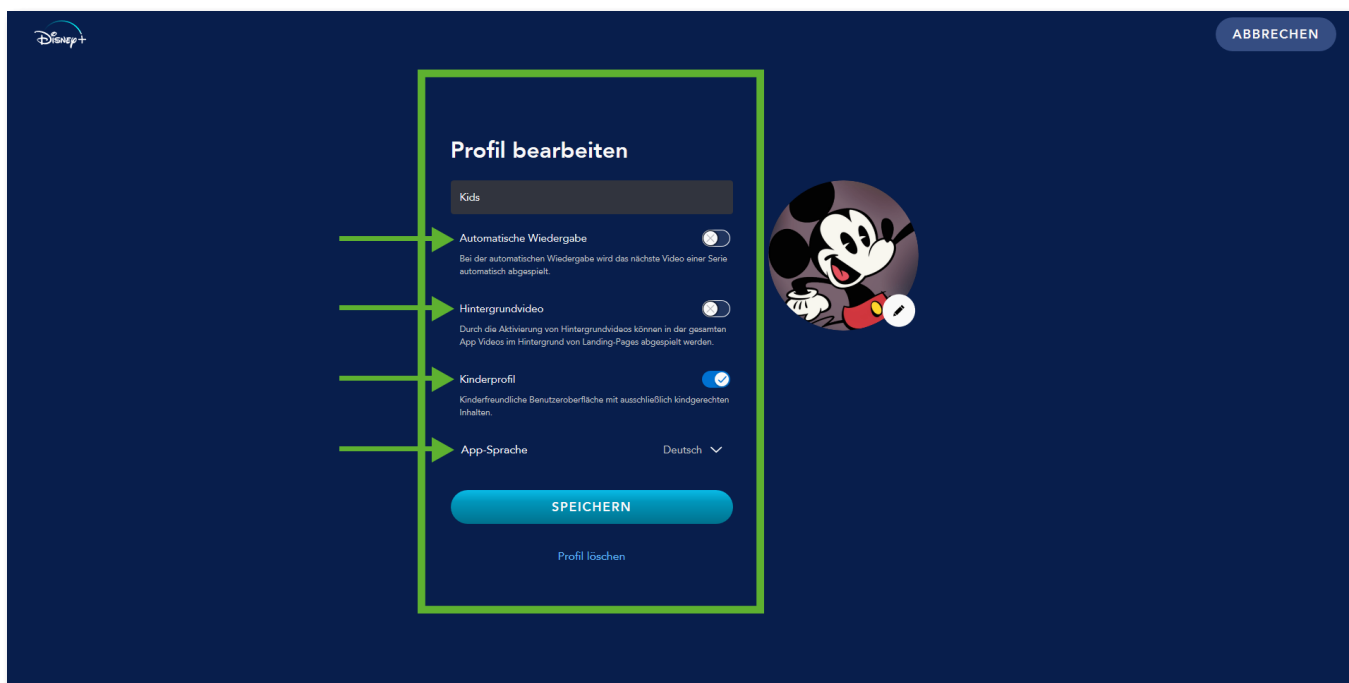 Disney+
ABBRECHEN
Profil bearbeiten
Kids
Automatische Wiedergabe
Bei der automatischen Wiedergabe wird das nächste Video einer Serie
automatisch abgespielt.
Hintergrundvideo
Durch die Aktivierung von Hintergrundvideos können in der gesamten
App Videos im Hintergrund von Landing-Pages abgespielt werden.
Kinderprofil
Kinderfreundliche Benutzeroberfläche mit ausschließlich kindgerechten
Inhalten.
App-Sprache Deutsch
SPEICHERN
Profil löschen